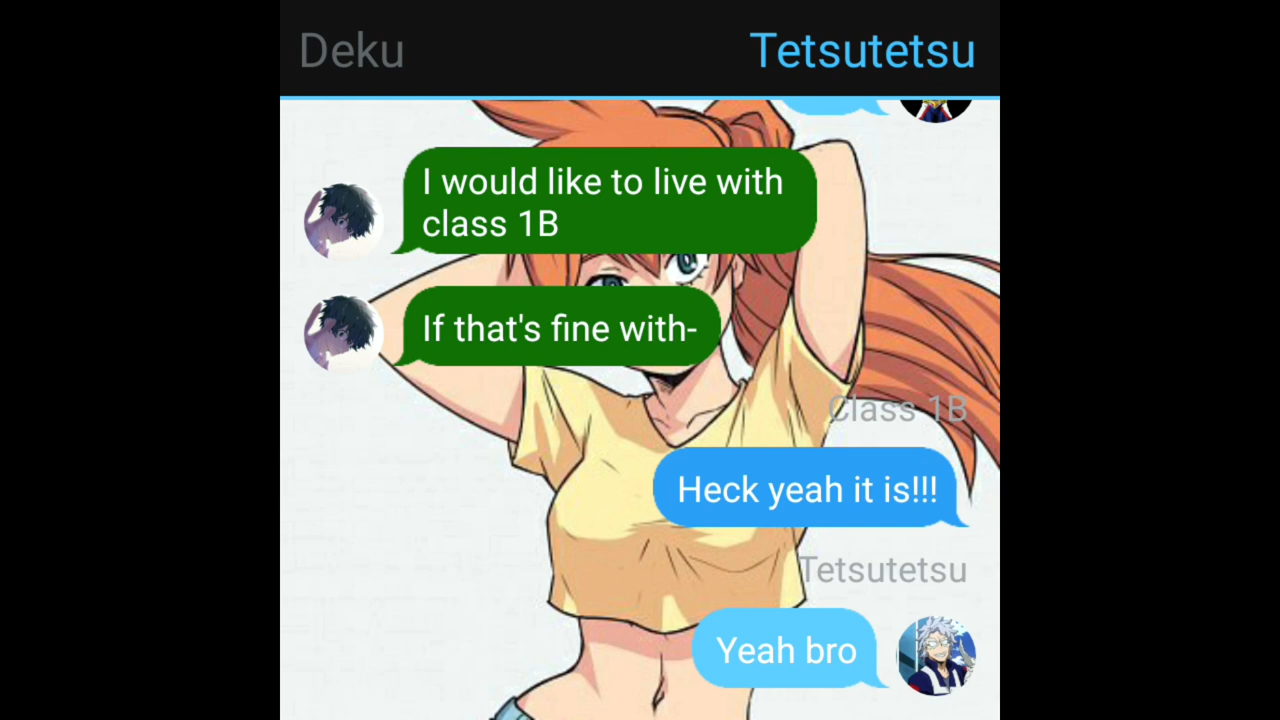 Deku
Tetsutetsu
I would like to live with
class 1B
If that's fine with-
Class 1B
Heck yeah it is!!!
Tetsutetsu
Yeah bro